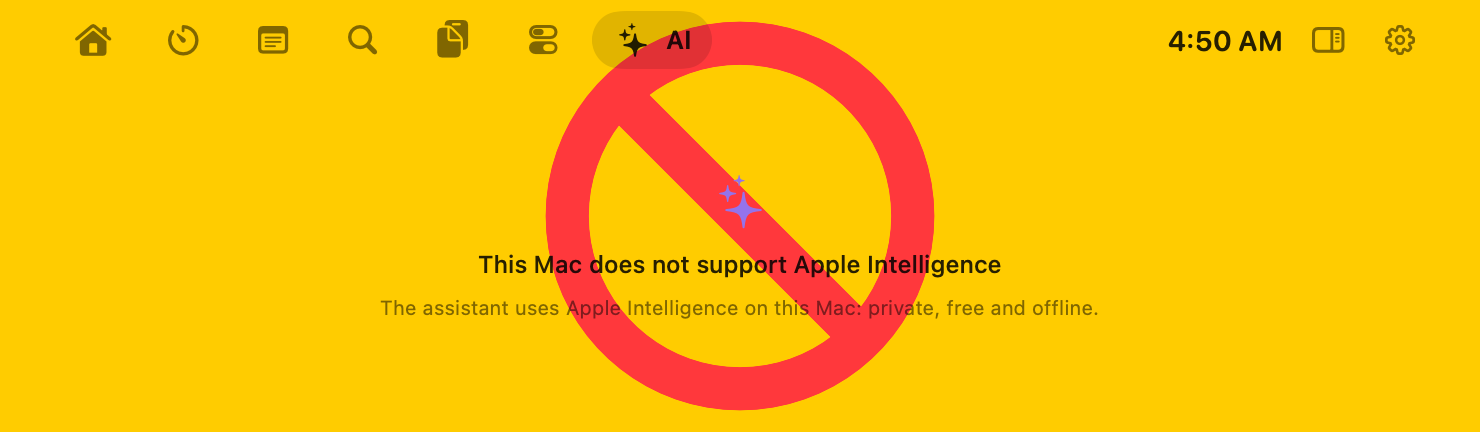 AI
4:50 AM
This Mac does not support Apple Intelligence
The assistant uses Apple Intelligence on this Mac: private, free and offline.